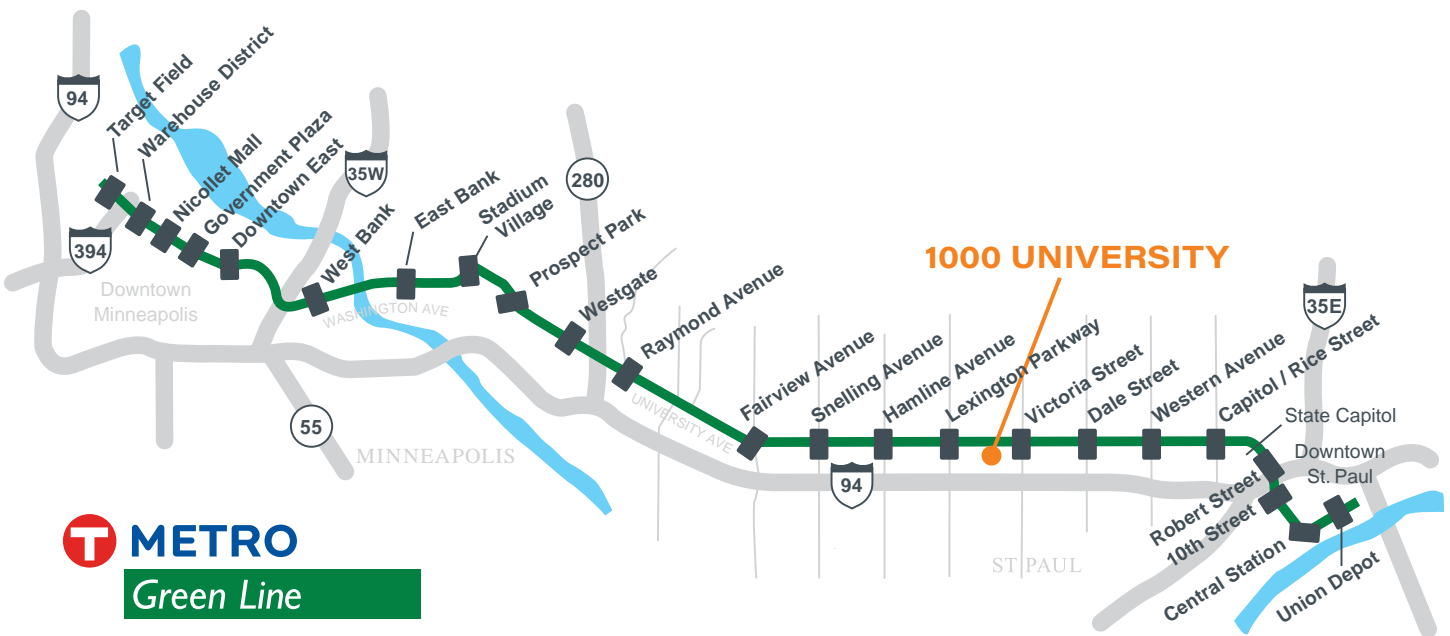 94
Target Field
Warehouse District
Nicollet Mall
Government Plaza
Downtown East
35W
394
Downtown
Minneapolis
West Bank
East Bank
Stadium
Village
280
Prospect Park
Westgate
Raymond Avenue
WASHINGTON AVE
1000 UNIVERSITY
35E
Fairview Avenue
Snelling Avenue
Hamline Avenue
Lexington Parkway
Victoria Street
Dale Street
Western Avenue
Capitol / Rice Street
UNIVERSITY AVE
55
MINNEAPOLIS
94
State Capitol
Downtown
St. Paul
Robert Street
10th Street
Central Station
Union Depot
ST PAUL
T METRO
Green Line